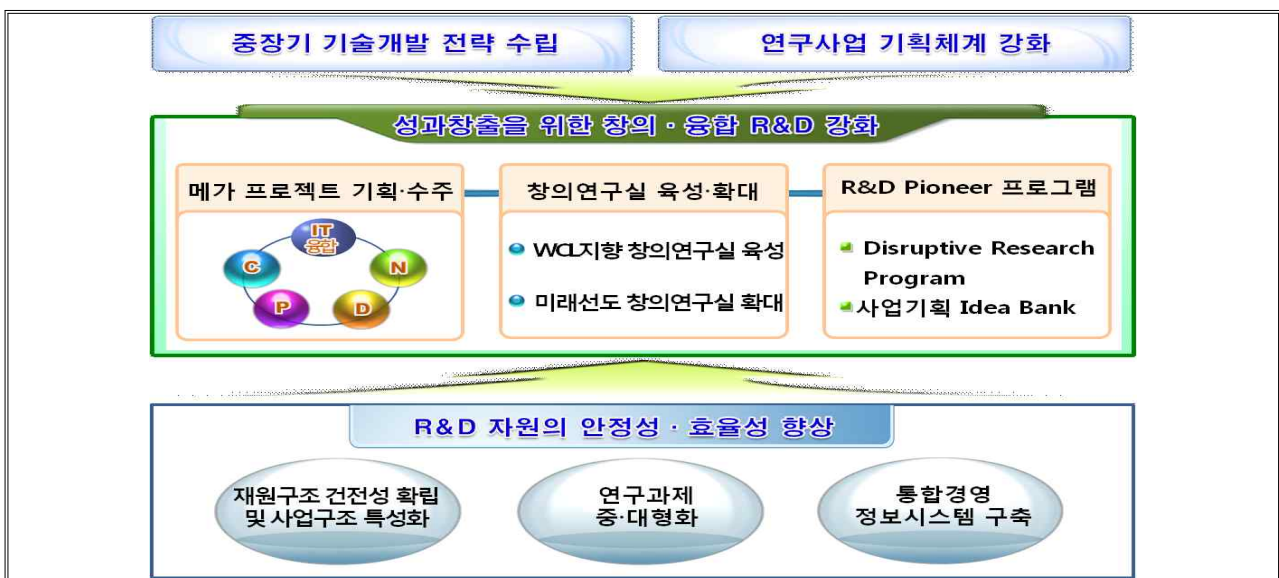 중장기 기술개발 전략 수립
연구사업 기획체계 강화
성과창출을 위한 창의·융합 R&D 강화
메가 프로젝트 기획·수주
IT
융합
C
N
P
D
창의연구실 육성·확대
WCL지향 창의연구실 육성
미래선도 창의연구실 확대
R&D Pioneer 프로그램
Disruptive Research
Program
사업기획 Idea Bank
R&D 자원의 안정성·효율성 향상
재원구조 건전성 확립
및 사업구조 특성화
연구과제
중·대형화
통합경영
정보시스템 구축